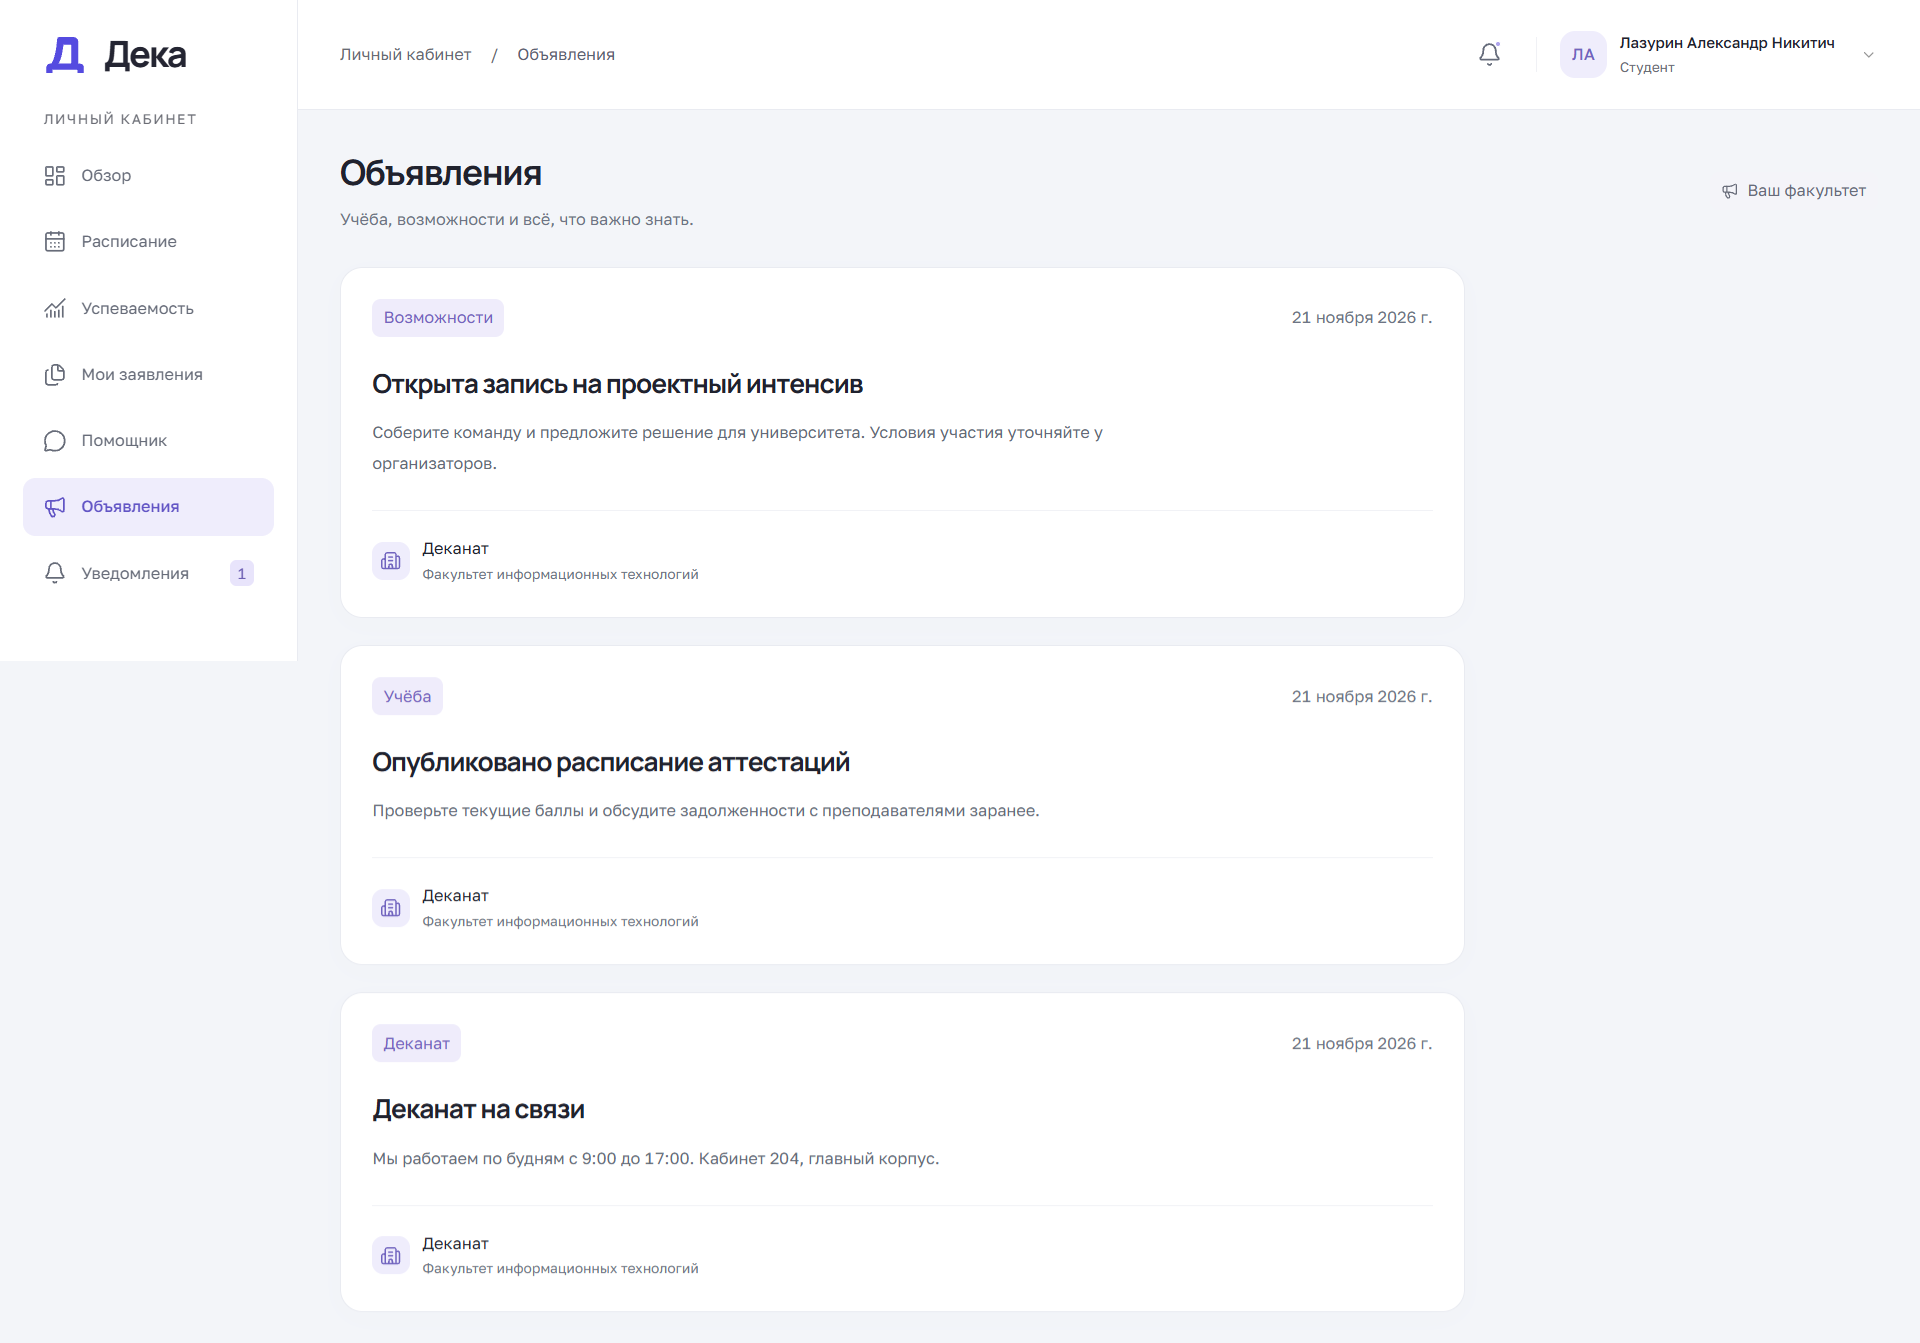 Дека
ЛИЧНЫЙ КАБИНЕТ
Обзор
Расписание
Успеваемость
Мои заявления
Помощник
Объявления
Уведомления 1
Личный кабинет / Объявления
ЛА
Лазурин Александр Никитич
Студент
Объявления
Учёба, возможности и всё, что важно знать.
Ваш факультет
Возможности
21 ноября 2026 г.
Открыта запись на проектный интенсив
Соберите команду и предложите решение для университета. Условия участия уточняйте у
организаторов.
Деканат
Факультет информационных технологий
Учёба
21 ноября 2026 г.
Опубликовано расписание аттестаций
Проверьте текущие баллы и обсудите задолженности с преподавателями заранее.
Деканат
Факультет информационных технологий
Деканат
21 ноября 2026 г.
Деканат на связи
Мы работаем по будням с 9:00 до 17:00. Кабинет 204, главный корпус.
Деканат
Факультет информационных технологий